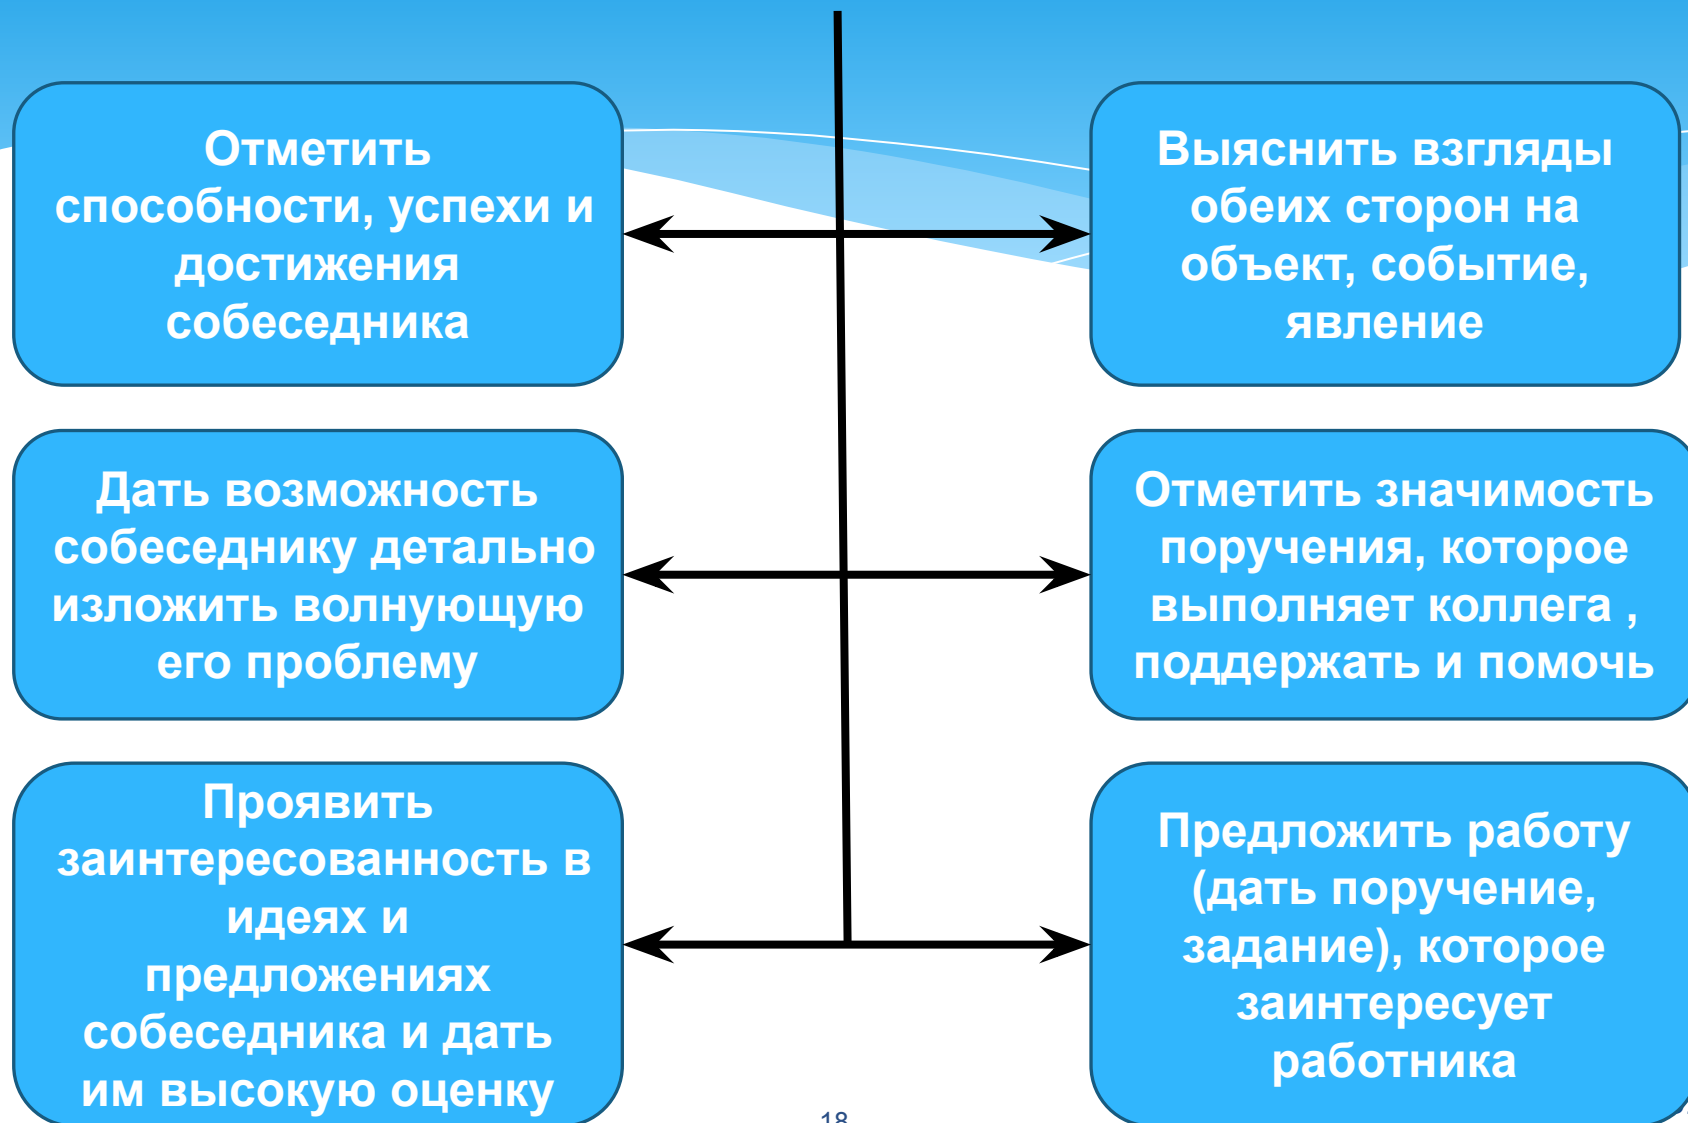 Отметить
способности, успехи и
достижения
собеседника
Выяснить взгляды
обеих сторон на
объект, событие,
явление
Дать возможность
собеседнику детально
изложить волнующую
его проблему
Отметить значимость
поручения, которое
выполняет коллега ,
поддержать и помочь
Проявить
заинтересованность в
идеях и
предложениях
собеседника и дать
им высокую оценку
Предложить работу
(дать поручение,
задание), которое
заинтересует
работника
18